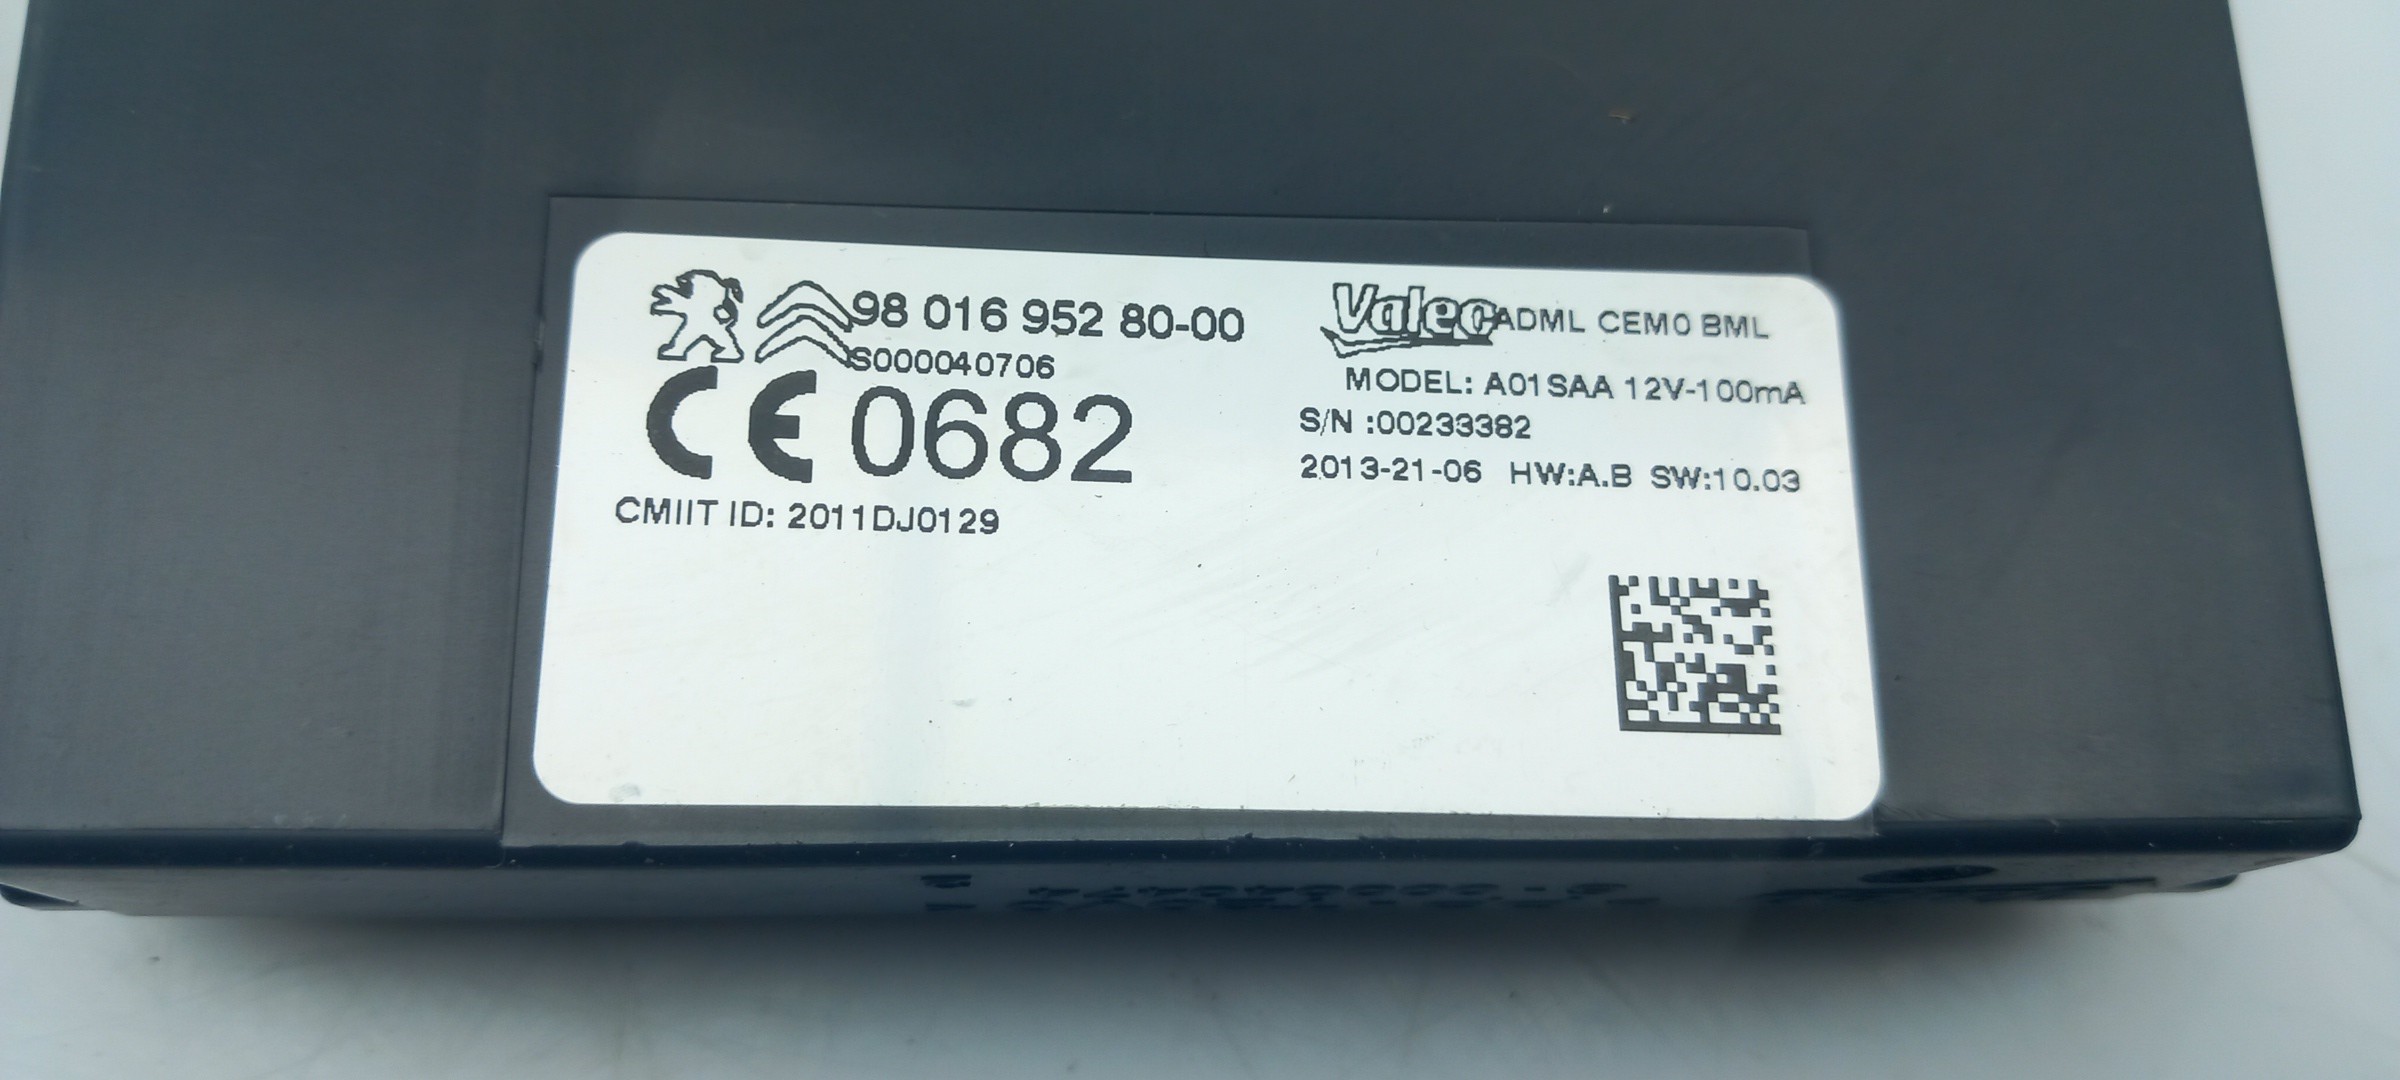 98 016 952 80-00
S000040706
CE 0682
CMIIT ID: 2011DJ0129
Valeo ADML CEM0 BML
MODEL: A01SAA 12V-100mA
S/N :00233382
2013-21-06 HW:A.B SW:10.03